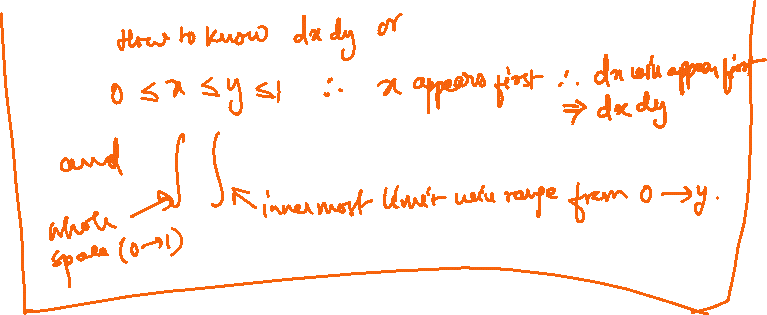 How to know dx dy or
0 ≤ x ≤ y ≤ 1 ∴ x appears first ∴ dx will appear first
⇒ dx dy
and ∫ ∫
whole space (0→1)
innermost limit will range from 0 → y.